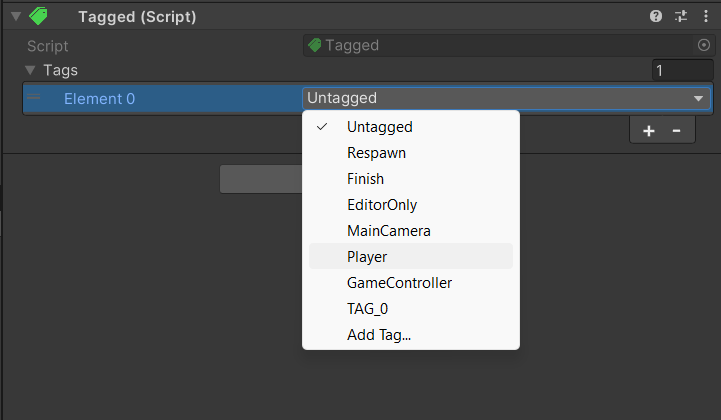 Tagged (Script)
Script
Tagged
Tags
1
Element 0
Untagged
Untagged
Respawn
Finish
EditorOnly
MainCamera
Player
GameController
TAG_0
Add Tag...